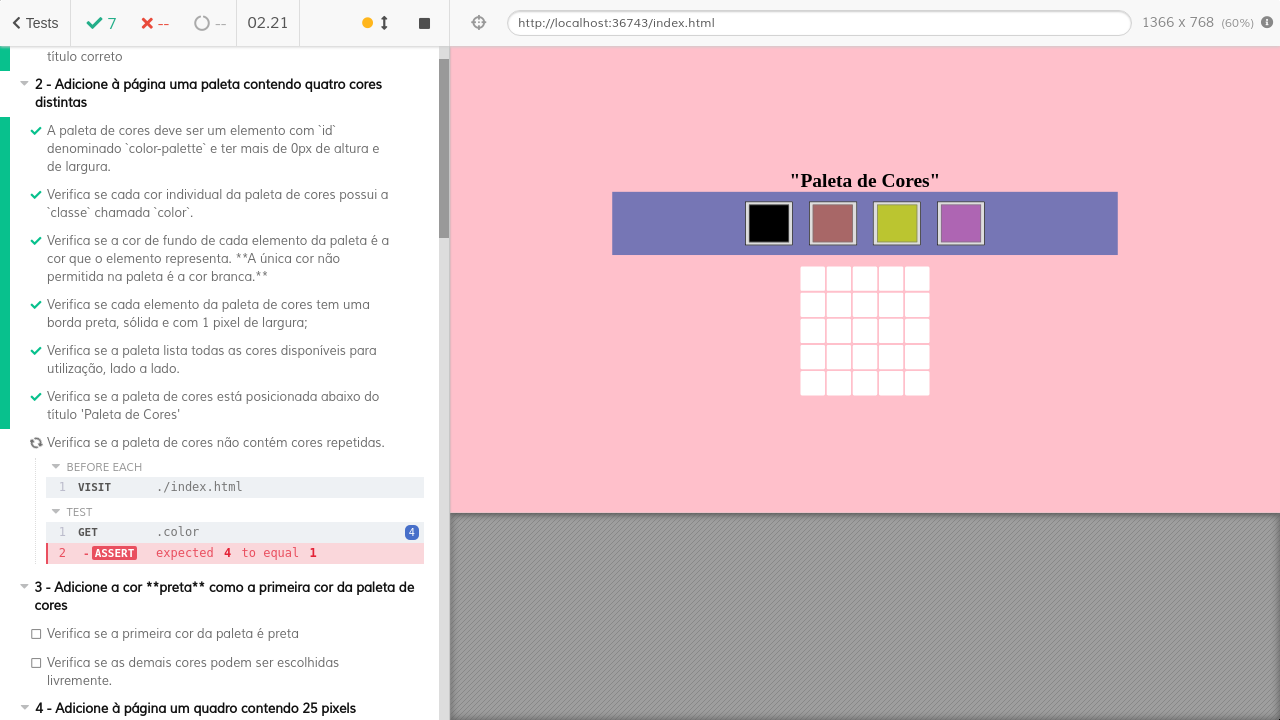 Tests
7
--
--
02.21
http://localhost:36743/index.html
1366 x 768 (60%)
título correto
2 - Adicione à página uma paleta contendo quatro cores
distintas
A paleta de cores deve ser um elemento com `id`
denominado `color-palette` e ter mais de 0px de altura e
de largura.
Verifica se cada cor individual da paleta de cores possui a
`classe` chamada `color`.
Verifica se a cor de fundo de cada elemento da paleta é a
cor que o elemento representa. **A única cor não
permitida na paleta é a cor branca.**
Verifica se cada elemento da paleta de cores tem uma
borda preta, sólida e com 1 pixel de largura;
Verifica se a paleta lista todas as cores disponíveis para
utilização, lado a lado.
Verifica se a paleta de cores está posicionada abaixo do
título 'Paleta de Cores'
Verifica se a paleta de cores não contém cores repetidas.
BEFORE EACH
1 VISIT ./index.html
TEST
1 GET .color 4
2 -ASSERT expected 4 to equal 1
3 - Adicione a cor **preta** como a primeira cor da paleta de
cores
Verifica se a primeira cor da paleta é preta
Verifica se as demais cores podem ser escolhidas
livremente.
4 - Adicione à página um quadro contendo 25 pixels
"Paleta de Cores"